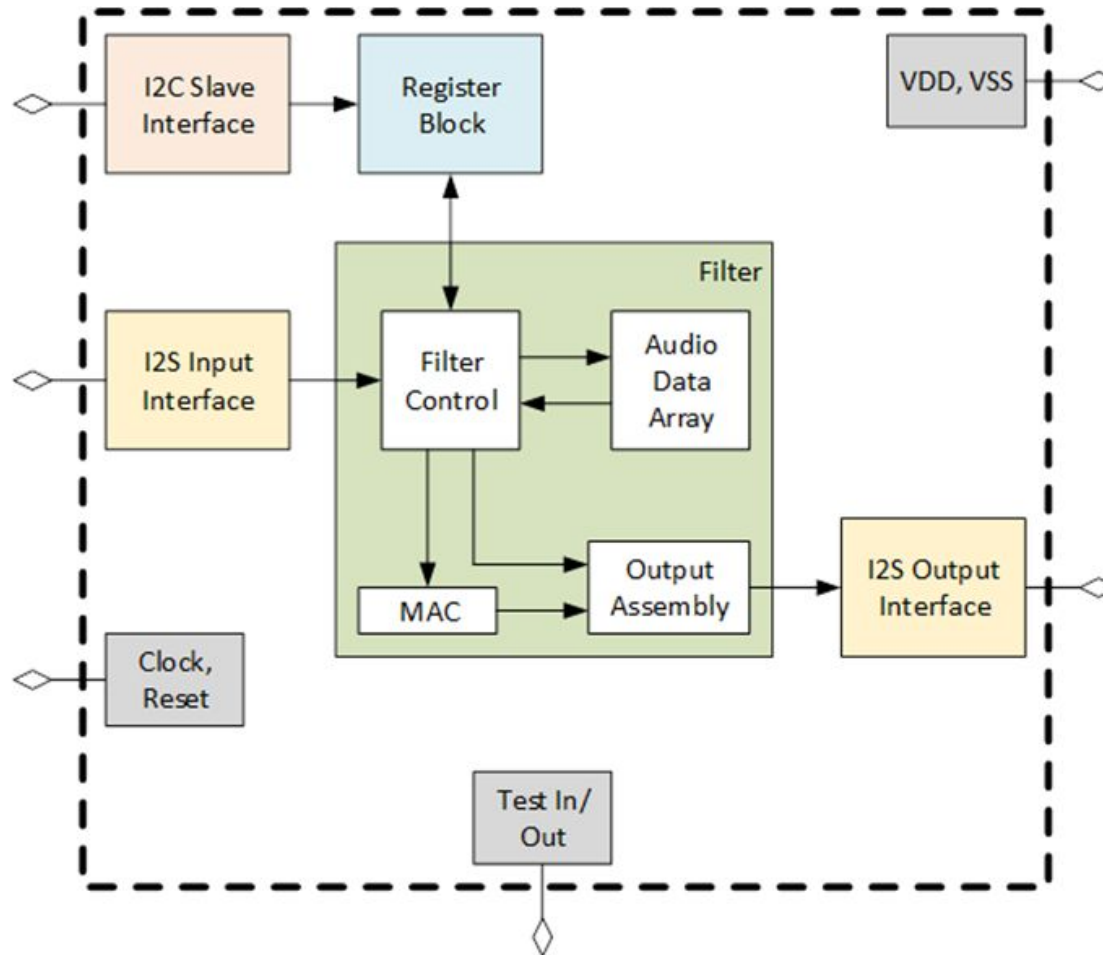 I2C Slave
Interface
Register
Block
VDD, VSS
Filter
I2S Input
Interface
Filter
Control
Audio
Data
Array
MAC
Output
Assembly
I2S Output
Interface
Clock,
Reset
Test In/
Out